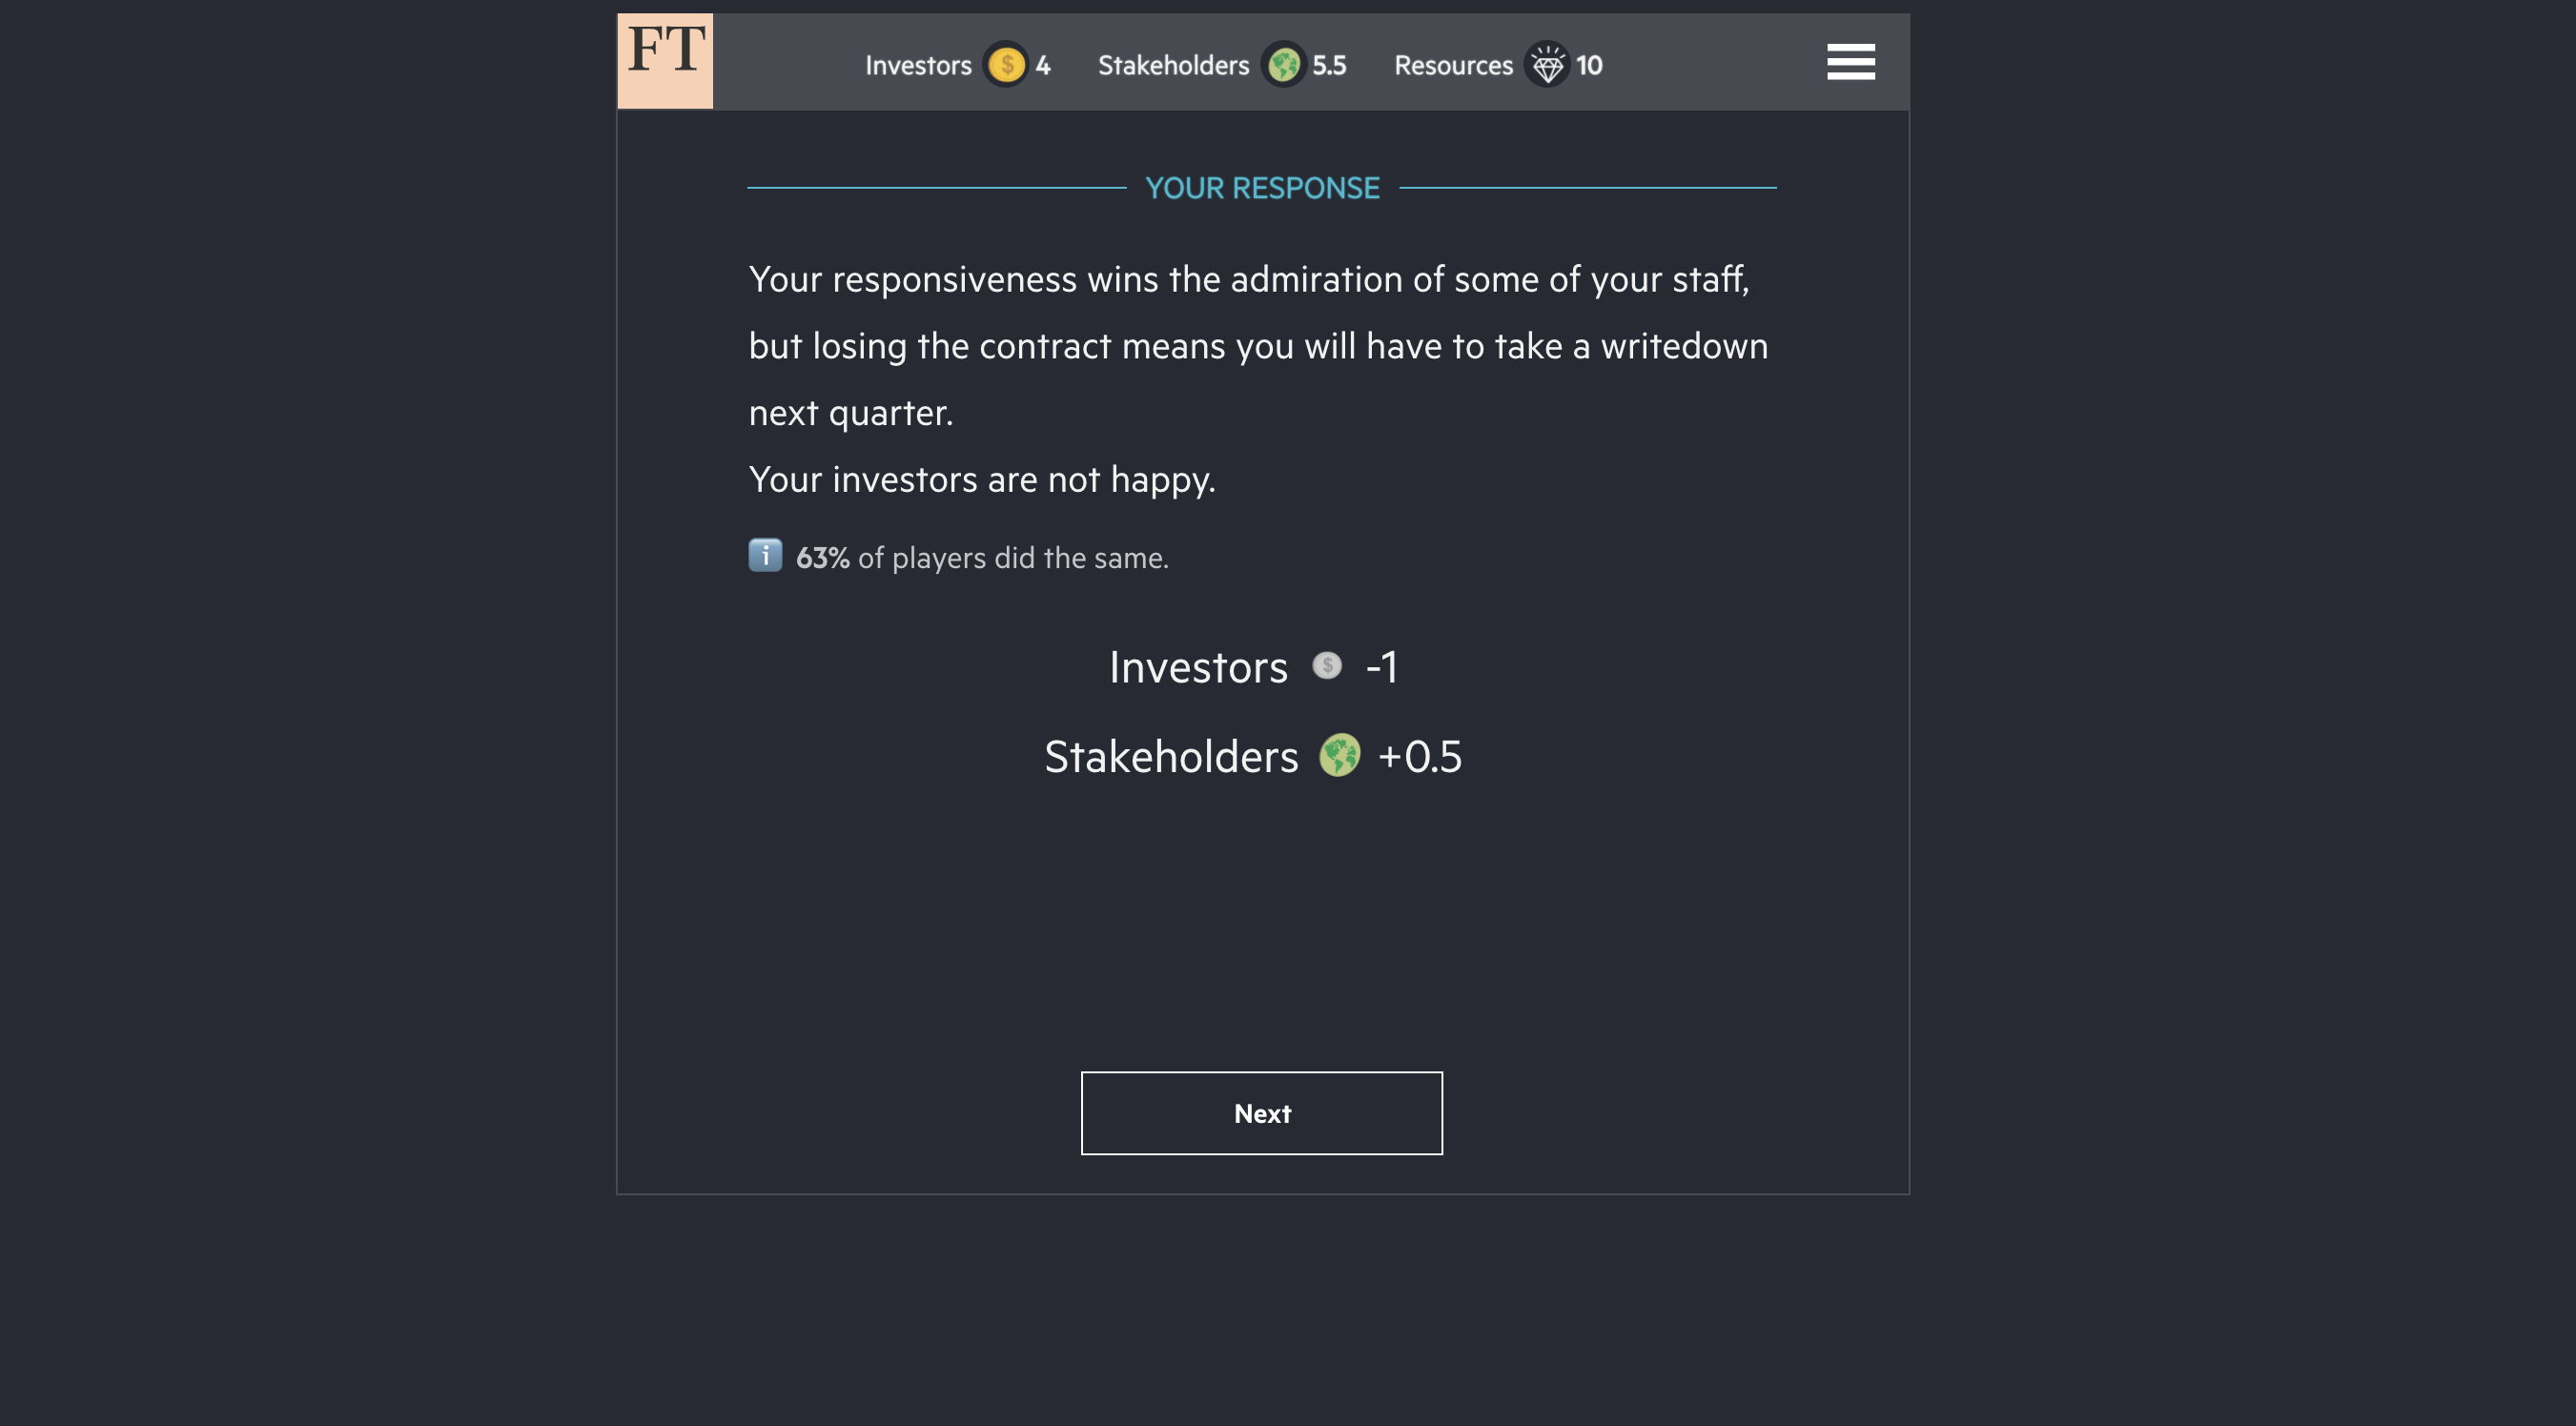 FT
Investors $ 4 Stakeholders 5.5 Resources 10
YOUR RESPONSE
Your responsiveness wins the admiration of some of your staff,
but losing the contract means you will have to take a writedown
next quarter.
Your investors are not happy.
i 63% of players did the same.
Investors $ -1
Stakeholders +0.5
Next